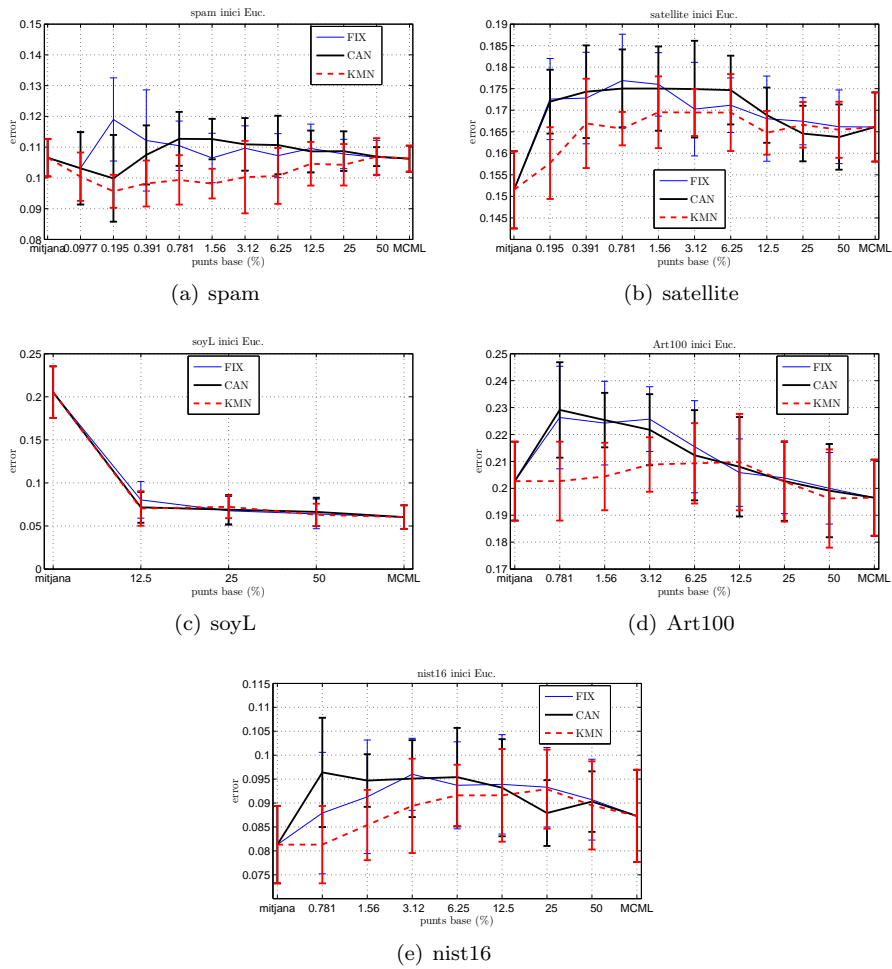 spam inici Euc.
0.15
0.14
0.13
0.12
0.11
0.1
0.09
0.08
error
FIX
CAN
KMN
mitjana 0.0977 0.195 0.391 0.781 1.56 3.12 6.25 12.5 25 50 MCML
punts base (%)
(a) spam
satellite inici Euc.
0.19
0.185
0.18
0.175
0.17
0.165
0.16
0.155
0.15
0.145
error
FIX
CAN
KMN
mitjana 0.195 0.391 0.781 1.56 3.12 6.25 12.5 25 50 MCML
punts base (%)
(b) satellite
soyL inici Euc.
0.25
0.2
0.15
0.1
0.05
0
error
FIX
CAN
KMN
mitjana 12.5 25 50 MCML
punts base (%)
(c) soyL
Art100 inici Euc.
0.25
0.24
0.23
0.22
0.21
0.2
0.19
0.18
0.17
error
FIX
CAN
KMN
mitjana 0.781 1.56 3.12 6.25 12.5 25 50 MCML
punts base (%)
(d) Art100
nist16 inici Euc.
0.115
0.11
0.105
0.1
0.095
0.09
0.085
0.08
0.075
error
FIX
CAN
KMN
mitjana 0.781 1.56 3.12 6.25 12.5 25 50 MCML
punts base (%)
(e) nist16